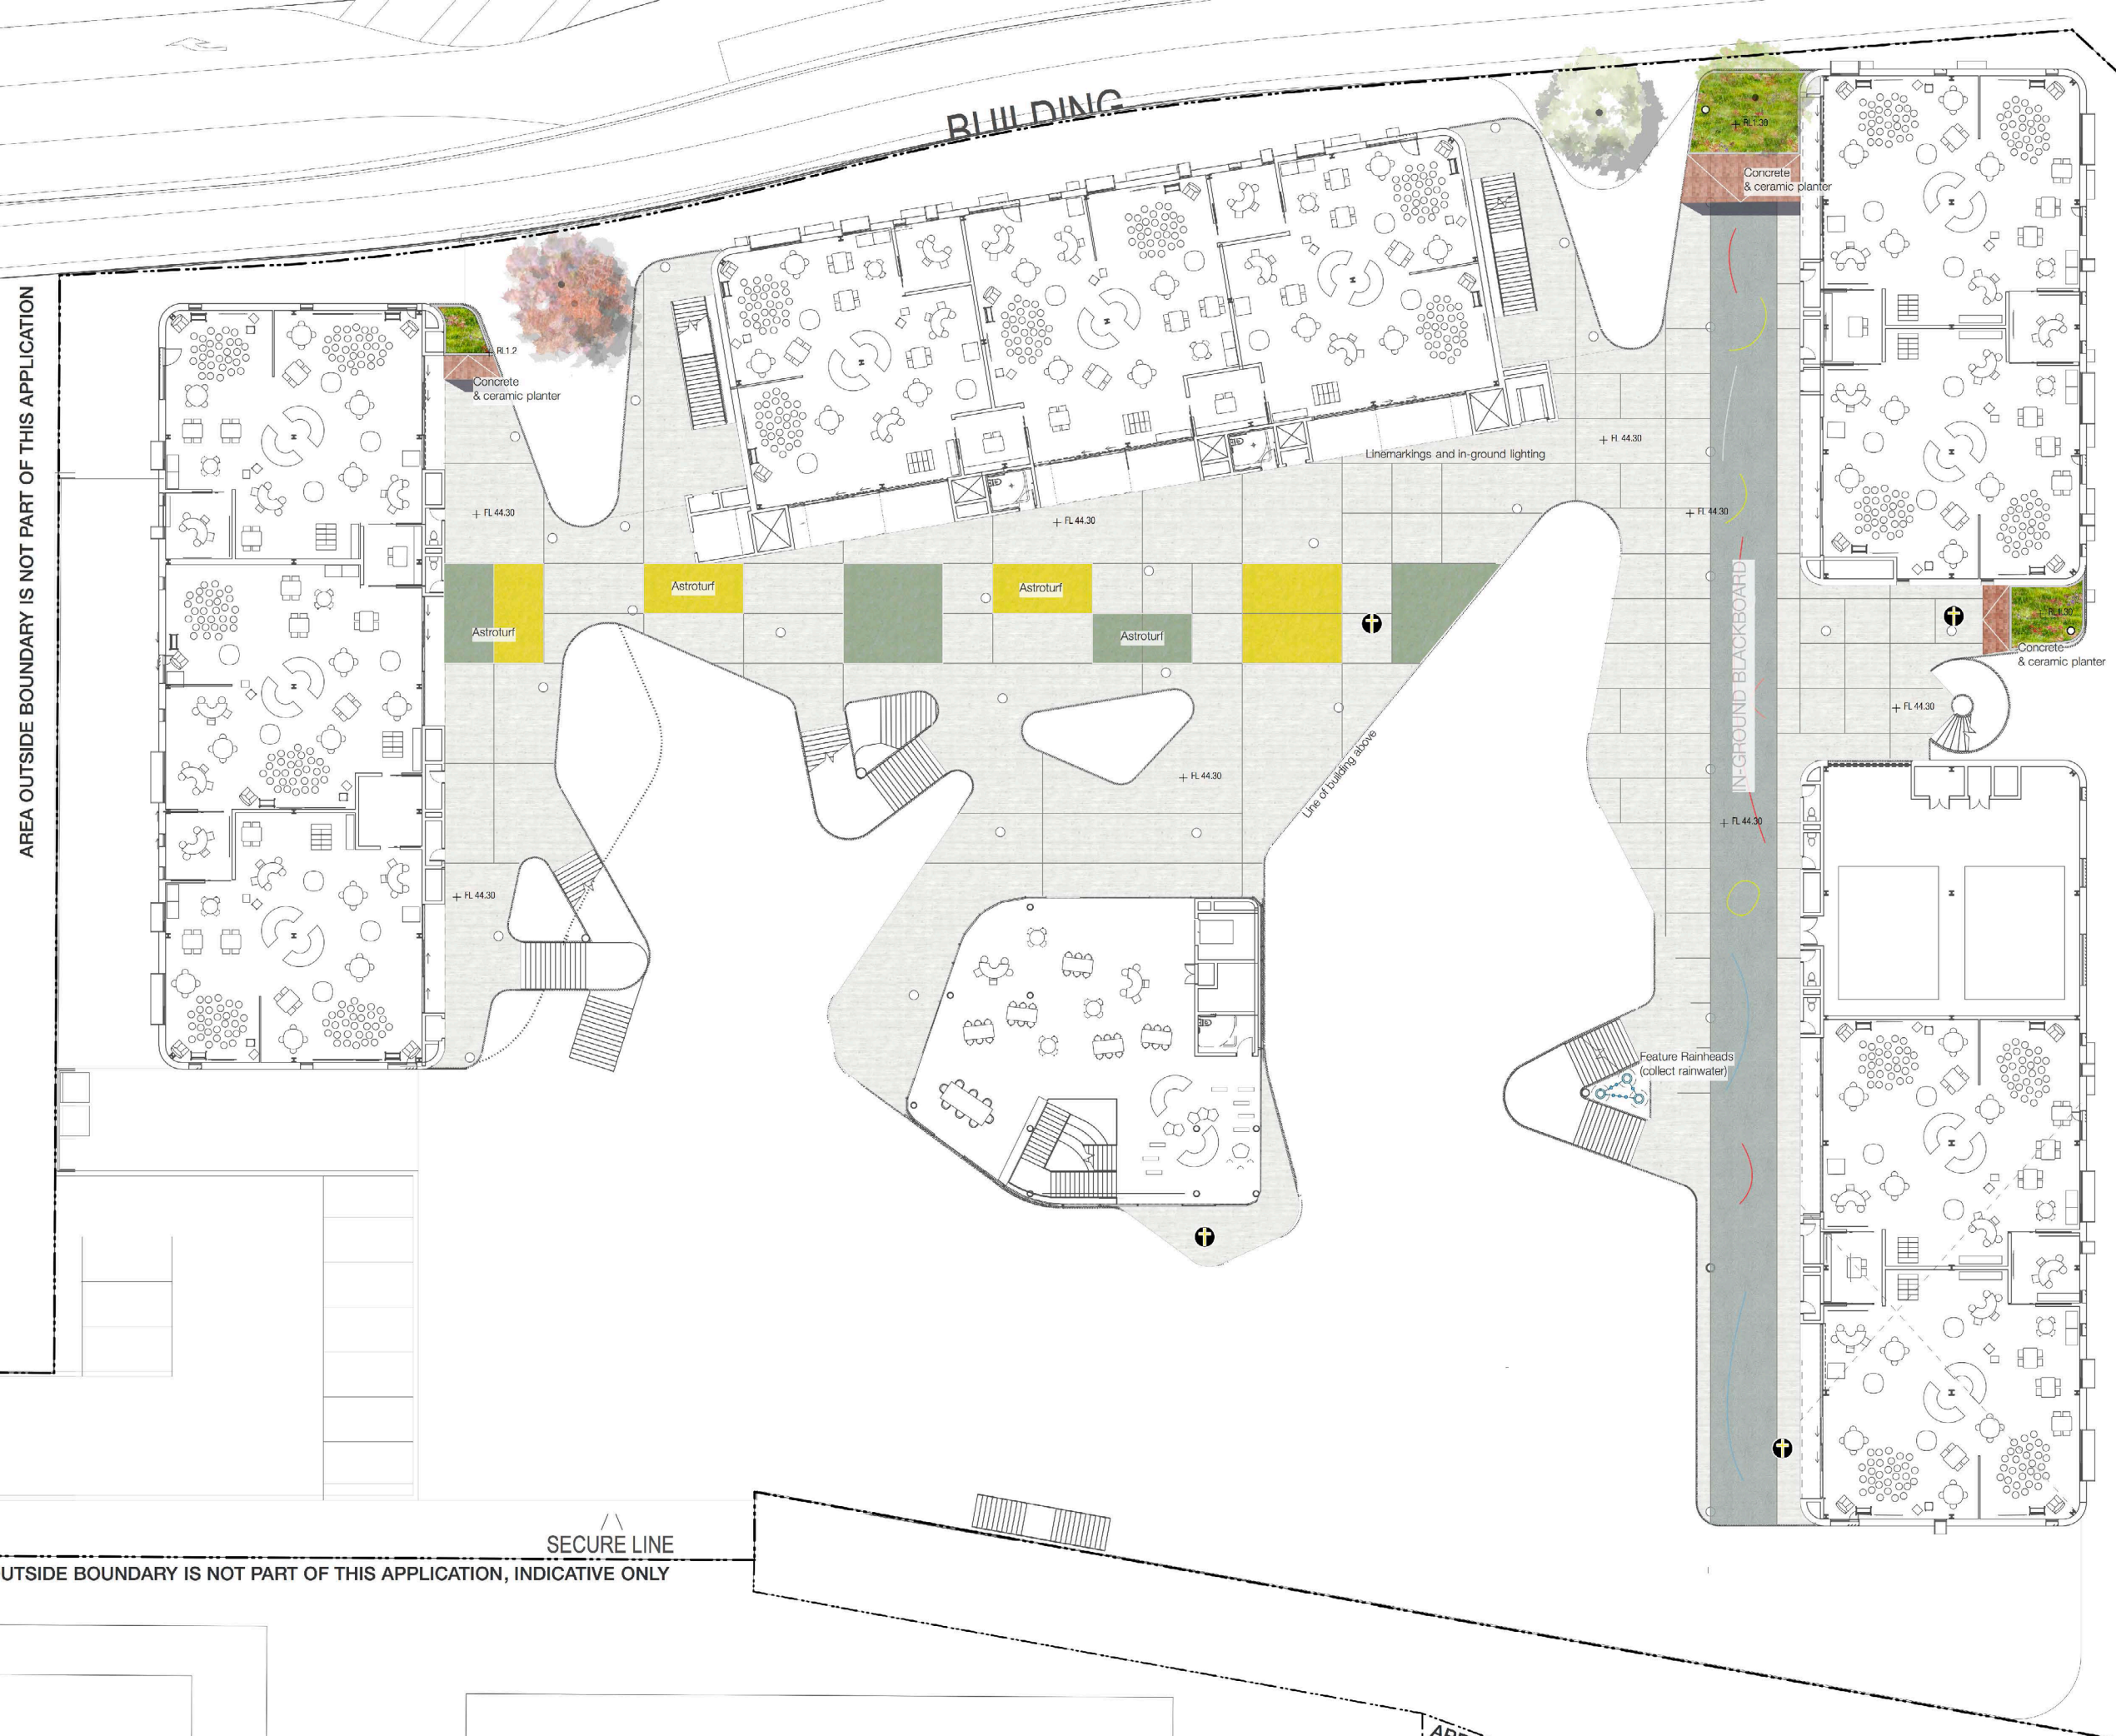 BUILDING
RL1.30
Concrete
& ceramic planter
AREA OUTSIDE BOUNDARY IS NOT PART OF THIS APPLICATION
RL1.2
Concrete
& ceramic planter
Linemarkings and in-ground lighting
FL 44.30
FL 44.30
FL 44.30
FL 44.30
Astroturf
Astroturf
Astroturf
Astroturf
IN-GROUND BLACKBOARD
RL1.30
Concrete
& ceramic planter
FL 44.30
FL 44.30
Line of building above
FL 44.30
FL 44.30
Feature Rainheads
(collect rainwater)
SECURE LINE
UTSIDE BOUNDARY IS NOT PART OF THIS APPLICATION, INDICATIVE ONLY